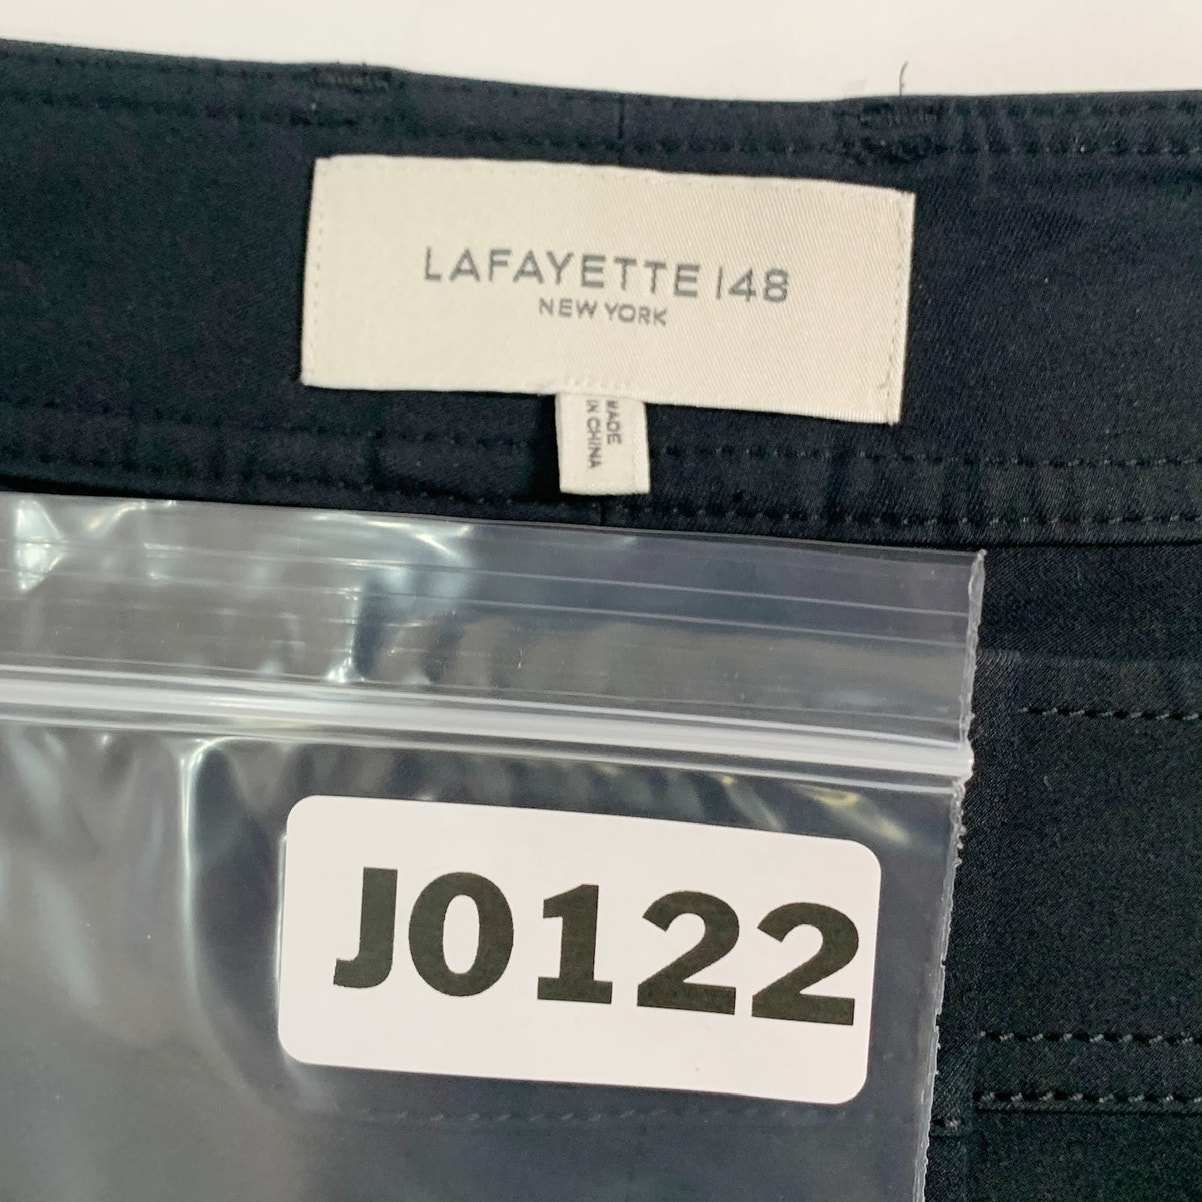 LAFAYETTE 148
NEW YORK
MADE
IN CHINA
J0122